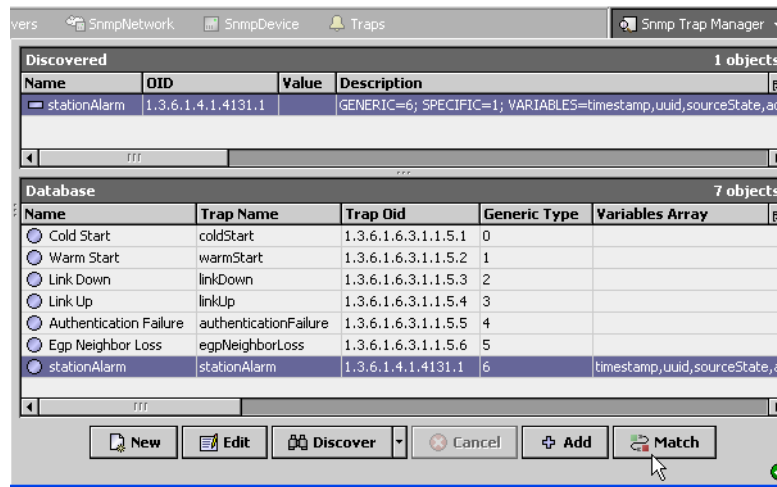 vers SnmpNetwork SnmpDevice Traps Snmp Trap Manager
Discovered 1 objects
Name OID Value Description
stationAlarm 1.3.6.1.4.1.4131.1 GENERIC=6; SPECIFIC=1; VARIABLES=timestamp,uuid,sourceState,ac
Database 7 objects
Name Trap Name Trap Oid Generic Type Variables Array
Cold Start coldStart 1.3.6.1.6.3.1.1.5.1 0
Warm Start warmStart 1.3.6.1.6.3.1.1.5.2 1
Link Down linkDown 1.3.6.1.6.3.1.1.5.3 2
Link Up linkUp 1.3.6.1.6.3.1.1.5.4 3
Authentication Failure authenticationFailure 1.3.6.1.6.3.1.1.5.5 4
Egp Neighbor Loss egpNeighborLoss 1.3.6.1.6.3.1.1.5.6 5
stationAlarm stationAlarm 1.3.6.1.4.1.4131.1 6 timestamp,uuid,sourceState,a
New Edit Discover Cancel Add Match